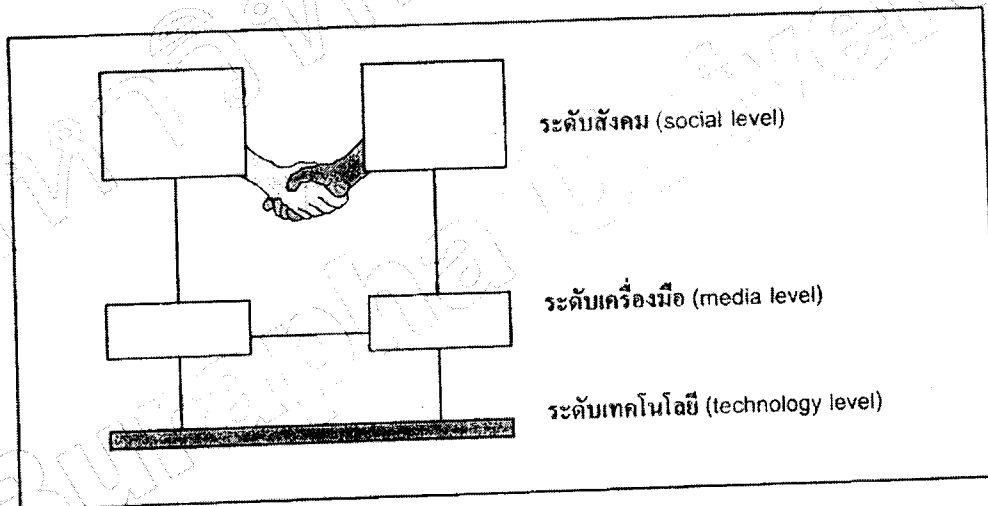 ระดับสังคม (social level)
ระดับเครื่องมือ (media level)
ระดับเทคโนโลยี (technology level)